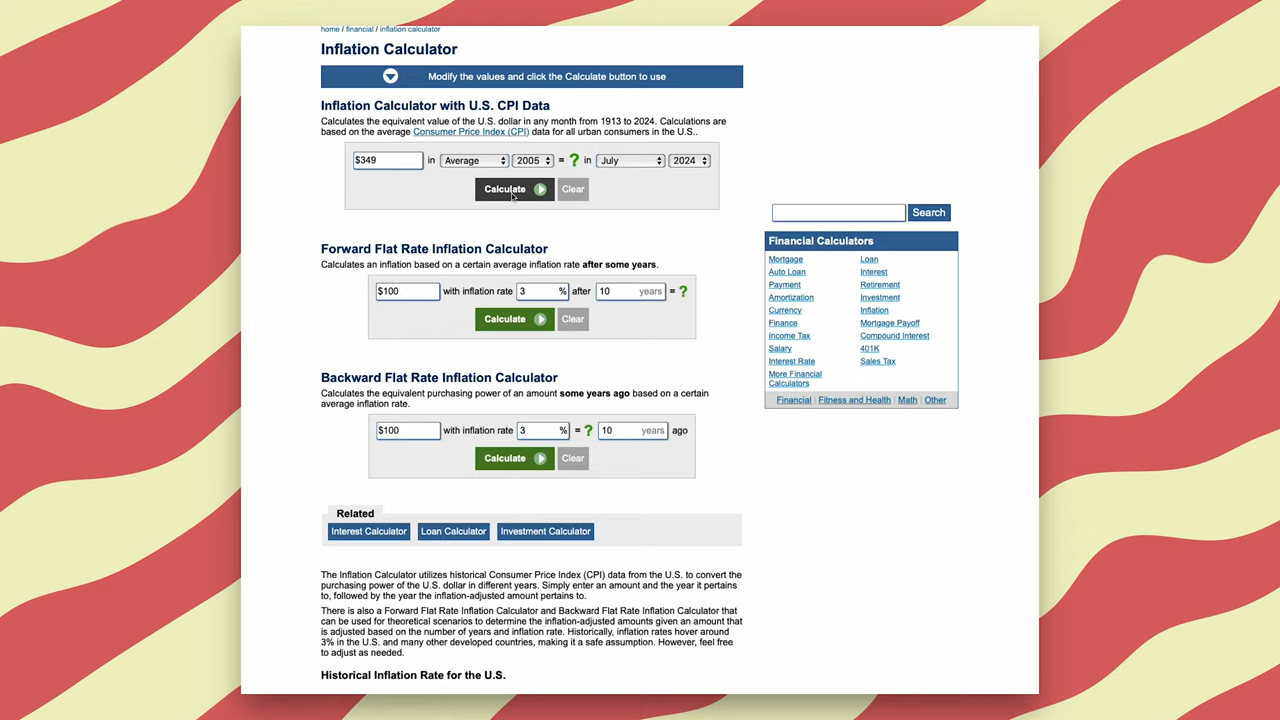 home / financial / inflation calculator
Inflation Calculator
Modify the values and click the Calculate button to use
Inflation Calculator with U.S. CPI Data
Calculates the equivalent value of the U.S. dollar in any month from 1913 to 2024. Calculations are
based on the average Consumer Price Index (CPI) data for all urban consumers in the U.S..
$349 in Average 2005 = ? in July 2024
Calculate Clear
Forward Flat Rate Inflation Calculator
Calculates an inflation based on a certain average inflation rate after some years.
$100 with inflation rate 3 % after 10 years = ?
Calculate Clear
Backward Flat Rate Inflation Calculator
Calculates the equivalent purchasing power of an amount some years ago based on a certain
average inflation rate.
$100 with inflation rate 3 % = ? 10 years ago
Calculate Clear
Related
Interest Calculator Loan Calculator Investment Calculator
The Inflation Calculator utilizes historical Consumer Price Index (CPI) data from the U.S. to convert the
purchasing power of the U.S. dollar in different years. Simply enter an amount and the year it pertains
to, followed by the year the inflation-adjusted amount pertains to.
There is also a Forward Flat Rate Inflation Calculator and Backward Flat Rate Inflation Calculator that
can be used for theoretical scenarios to determine the inflation-adjusted amounts given an amount that
is adjusted based on the number of years and inflation rate. Historically, inflation rates hover around
3% in the U.S. and many other developed countries, making it a safe assumption. However, feel free
to adjust as needed.
Historical Inflation Rate for the U.S.
Search
Financial Calculators
Mortgage Loan
Auto Loan Interest
Payment Retirement
Amortization Investment
Currency Inflation
Finance Mortgage Payoff
Income Tax Compound Interest
Salary 401K
Interest Rate Sales Tax
More Financial
Calculators
Financial | Fitness and Health | Math | Other